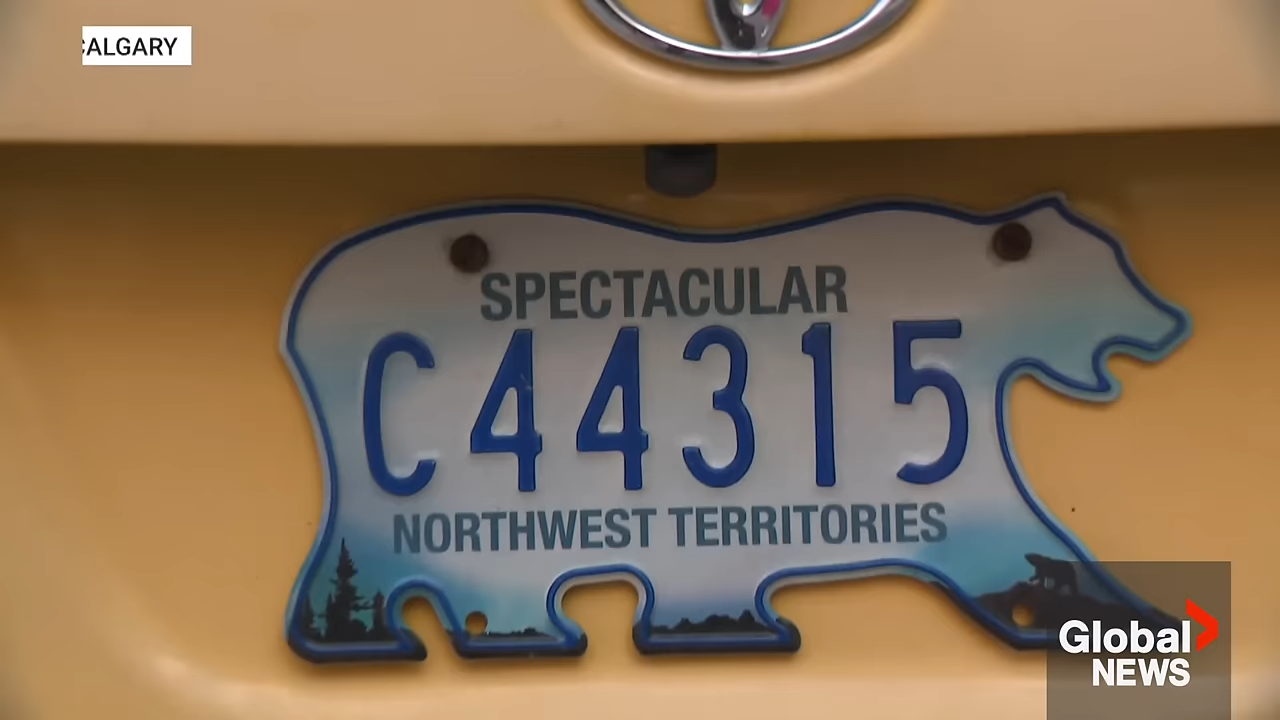 ALGARY
SPECTACULAR
C44315
NORTHWEST TERRITORIES
Global
NEWS